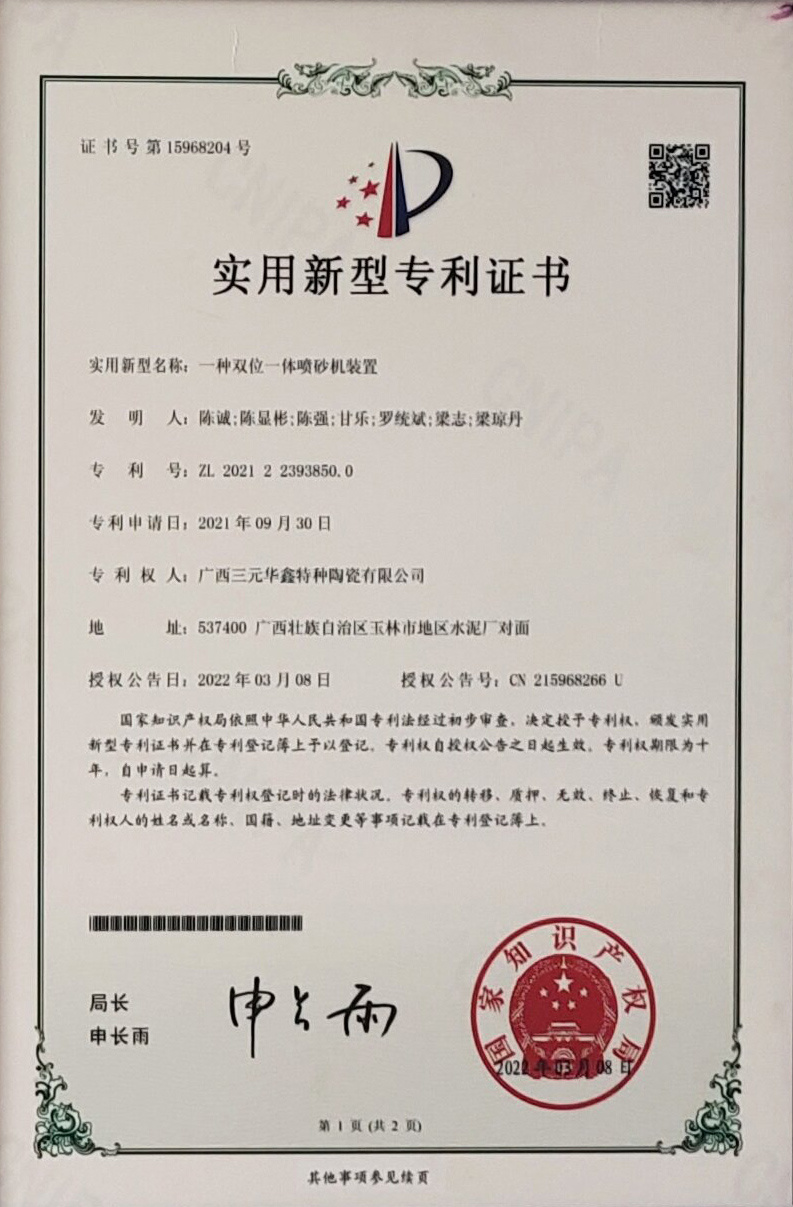 证书号第15968204号
实用新型专利证书
实用新型名称：一种双位一体喷砂机装置
发明人：陈诚;陈显彬;陈强;甘乐;罗统斌;梁志;梁琼丹
专利号：ZL 2021 2 2393850.0
专利申请日：2021年09月30日
专利权人：广西三元华鑫特种陶瓷有限公司
地址：537400 广西壮族自治区玉林市地区水泥厂对面
授权公告日：2022年03月08日 授权公告号：CN 215968266 U
国家知识产权局依照中华人民共和国专利法经过初步审查，决定授予专利权，颁发实用
新型专利证书并在专利登记簿上予以登记。专利权自授权公告之日起生效。专利权期限为十
年，自申请日起算。
专利证书记载专利权登记时的法律状况。专利权的转移、质押、无效、终止、恢复和专
利权人的姓名或名称、国籍、地址变更等事项记载在专利登记簿上。
局长
申长雨
申长雨
国家知识产权局
2022年03月08日
第 1 页 (共 2 页)
其他事项参见续页
CNIPA
CNIPA